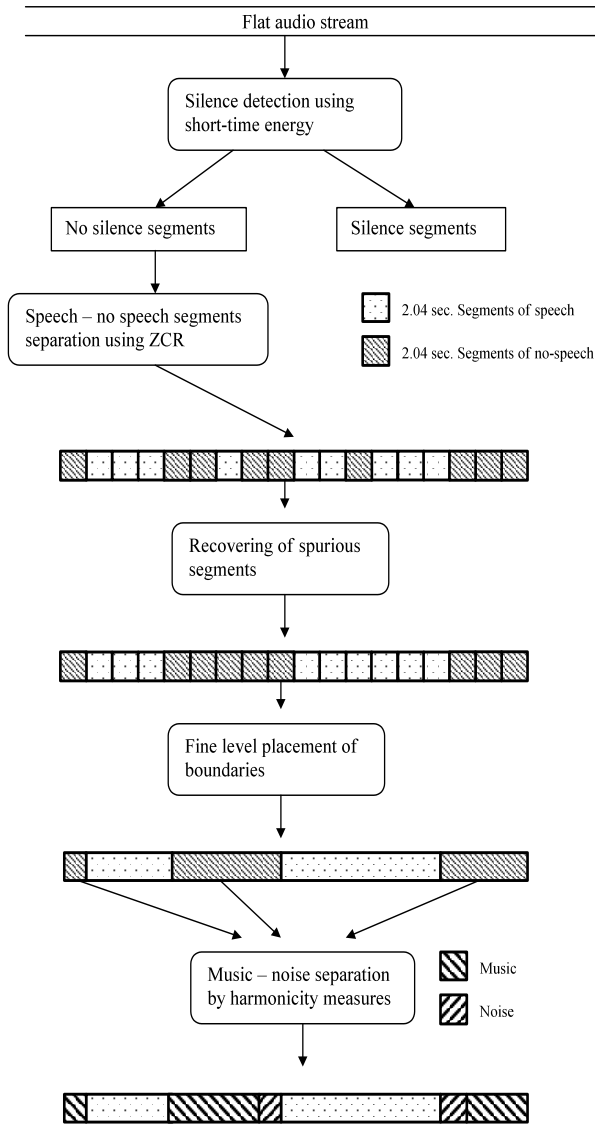 Flat audio stream
Silence detection using
short-time energy
No silence segments
Silence segments
Speech – no speech segments
separation using ZCR
2.04 sec. Segments of speech
2.04 sec. Segments of no-speech
Recovering of spurious
segments
Fine level placement of
boundaries
Music – noise separation
by harmonicity measures
Music
Noise